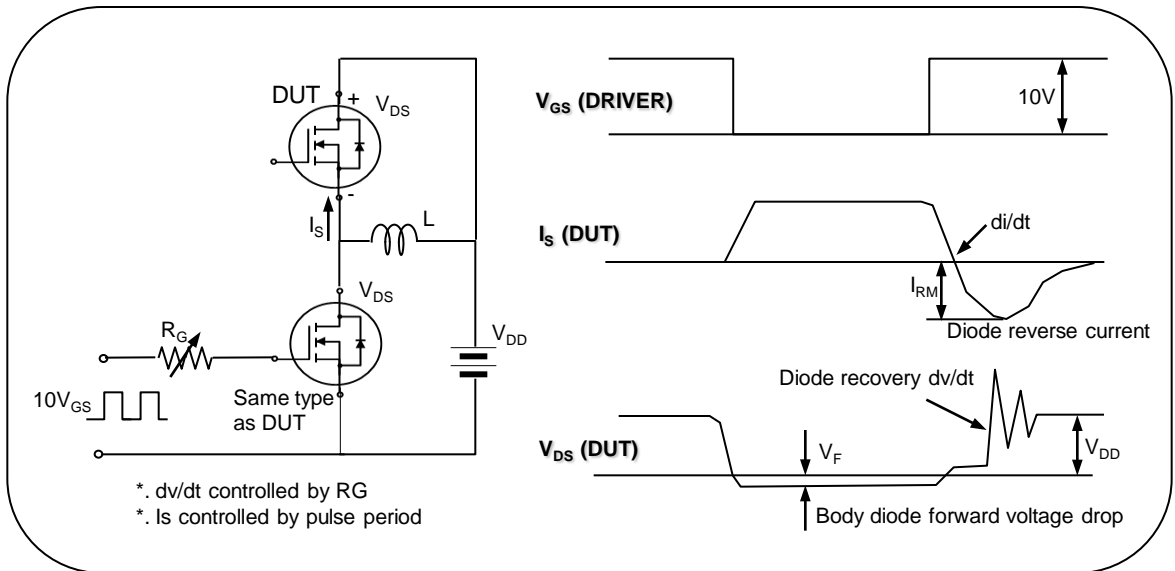 DUT
+
V_DS
-
I_S
L
V_DS
R_G
V_DD
10V_GS
Same type
as DUT
*. dv/dt controlled by RG
*. Is controlled by pulse period
V_GS (DRIVER)
10V
I_S (DUT)
di/dt
I_RM
Diode reverse current
Diode recovery dv/dt
V_DS (DUT)
V_F
V_DD
Body diode forward voltage drop